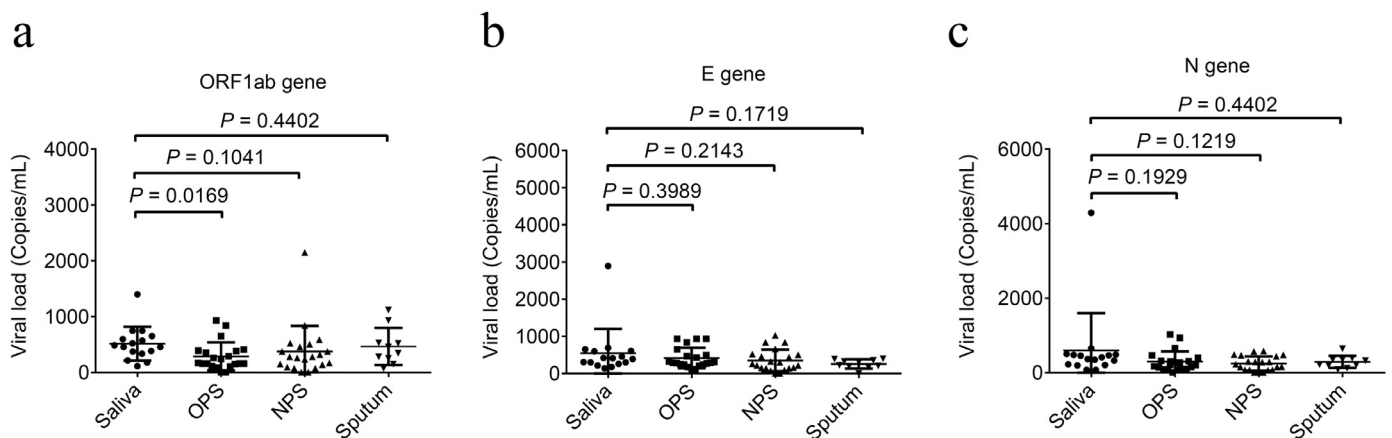 a
ORF1ab gene
P = 0.4402
P = 0.1041
P = 0.0169
Viral load (Copies/mL)
4000
3000
2000
1000
0
Saliva
OPS
NPS
Sputum
b
E gene
P = 0.1719
P = 0.2143
P = 0.3989
Viral load (Copies/mL)
6000
5000
4000
3000
2000
1000
0
Saliva
OPS
NPS
Sputum
c
N gene
P = 0.4402
P = 0.1219
P = 0.1929
Viral load (Copies/mL)
6000
4000
2000
0
Saliva
OPS
NPS
Sputum